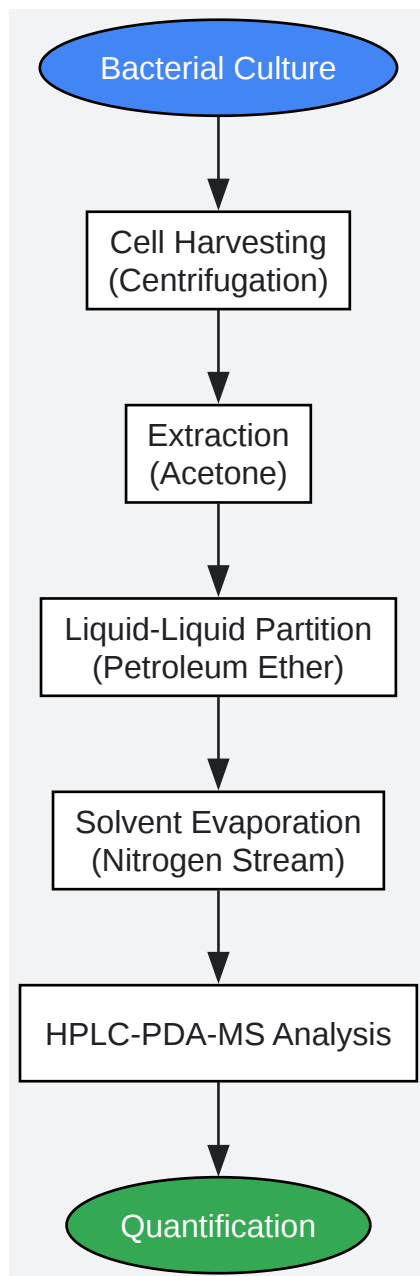 Bacterial Culture
Cell Harvesting
(Centrifugation)
Extraction
(Acetone)
Liquid-Liquid Partition
(Petroleum Ether)
Solvent Evaporation
(Nitrogen Stream)
HPLC-PDA-MS Analysis
Quantification